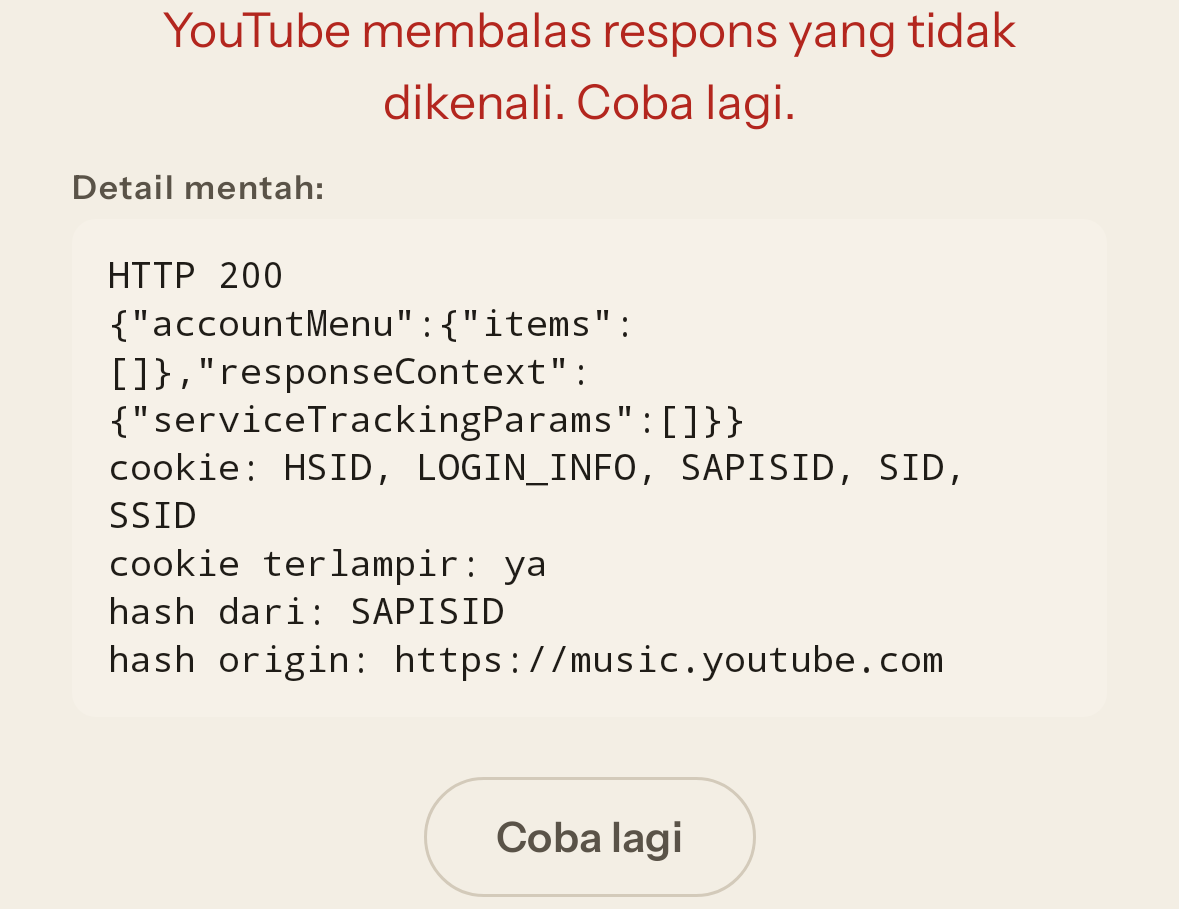 YouTube membalas respons yang tidak
dikenali. Coba lagi.
Detail mentah:
HTTP 200
{"accountMenu":{"items":
[]},"responseContext":
{"serviceTrackingParams":[]}}
cookie: HSID, LOGIN_INFO, SAPISID, SID,
SSID
cookie terlampir: ya
hash dari: SAPISID
hash origin: https://music.youtube.com
Coba lagi